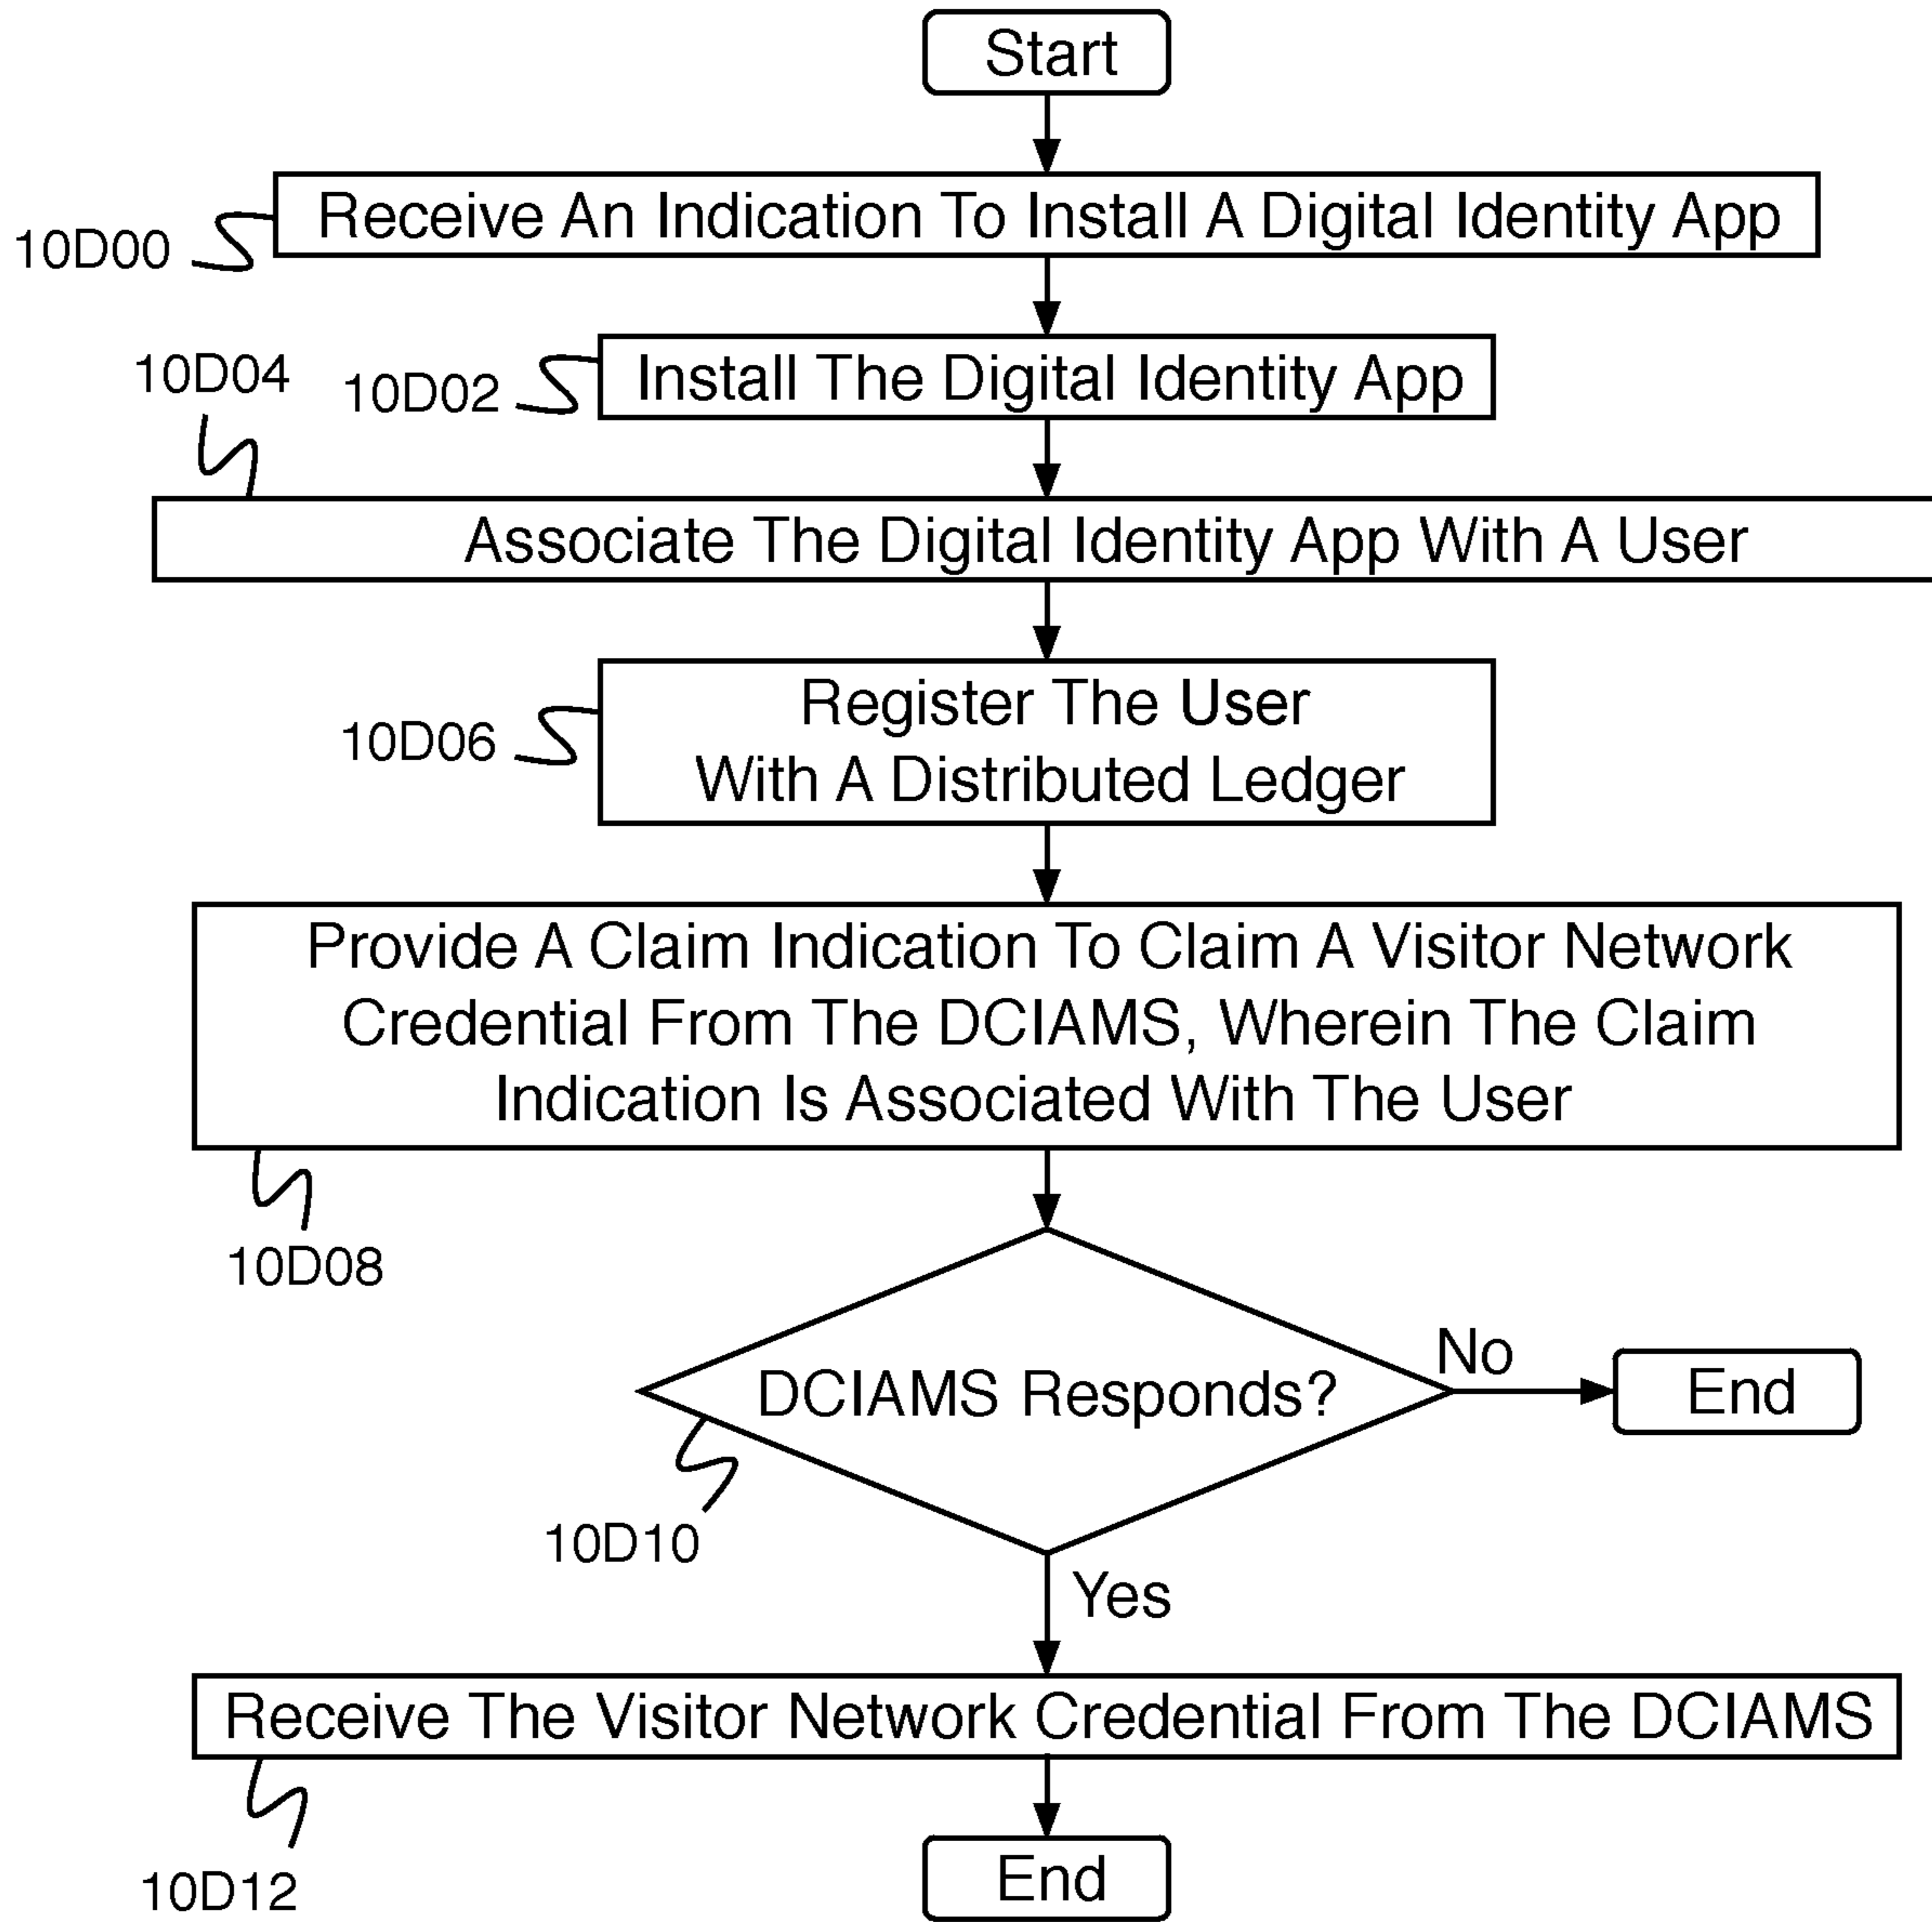 Start
Receive An Indication To Install A Digital Identity App
10D00
10D04
10D02
Install The Digital Identity App
Associate The Digital Identity App With A User
Register The User
With A Distributed Ledger
10D06
Provide A Claim Indication To Claim A Visitor Network
Credential From The DCIAMS, Wherein The Claim
Indication Is Associated With The User
10D08
DCIAMS Responds?
No
End
10D10
Yes
Receive The Visitor Network Credential From The DCIAMS
10D12
End